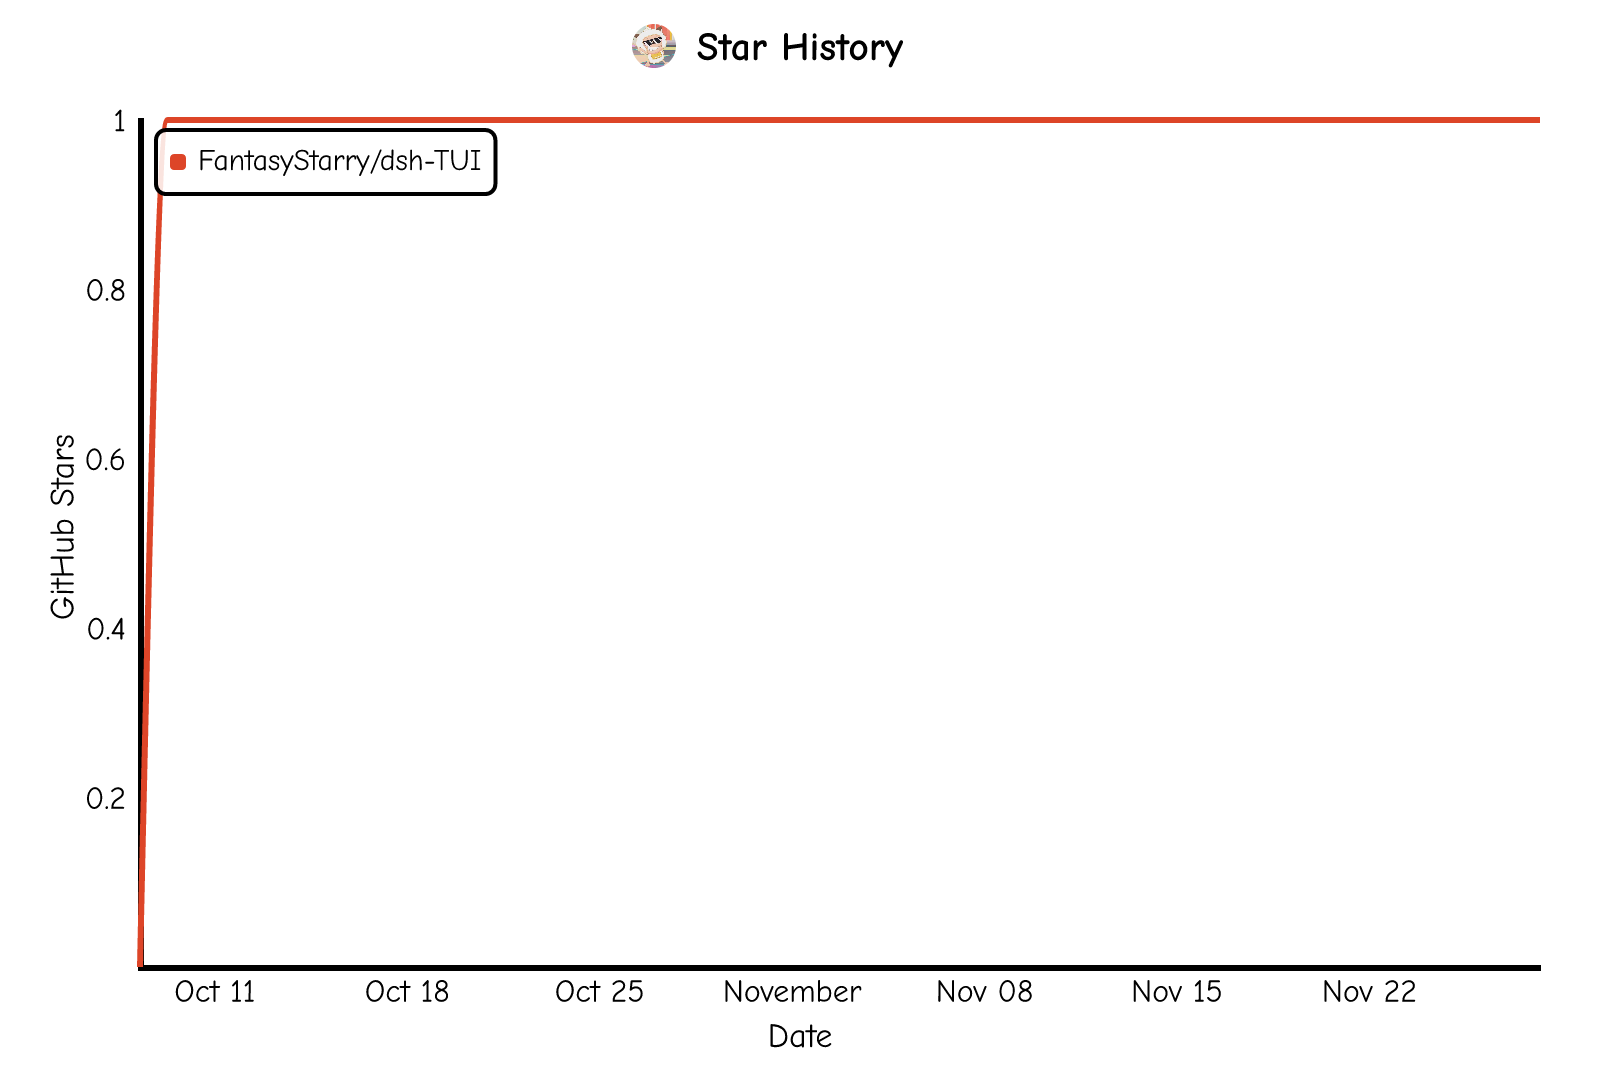 Star History
1
FantasyStarry/dsh-TUI
0.8
0.6
0.4
0.2
GitHub Stars
Oct 11 Oct 18 Oct 25 November Nov 08 Nov 15 Nov 22
Date